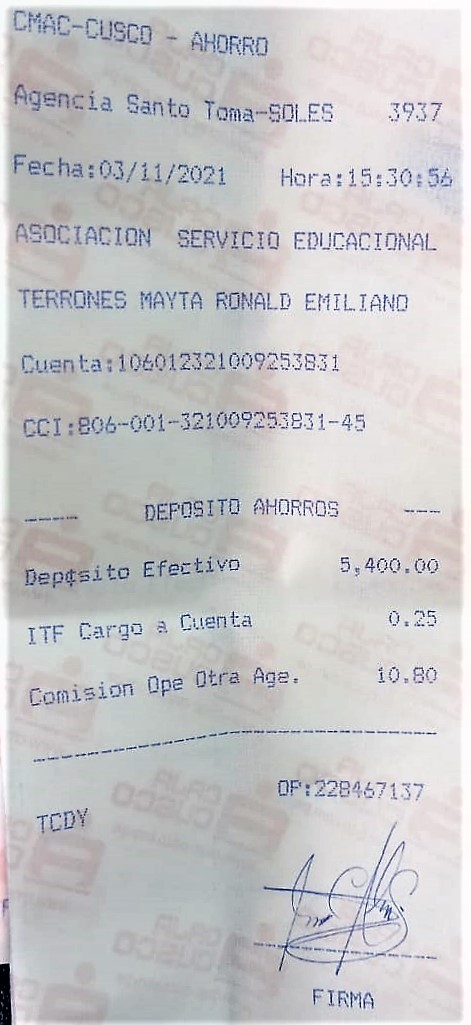 CMAC-CUSCO - AHORRO
Agencia Santo Toma-SOLES 3937
Fecha:03/11/2021 Hora:15:30:56
ASOCIACION SERVICIO EDUCACIONAL
TERRONES MAYTA RONALD EMILIANO
Cuenta:106012321009253831
CCI:806-001-321009253831-45
---- DEPOSITO AHORROS ---
Dep¢sito Efectivo 5,400.00
ITF Cargo a Cuenta 0.25
Comision Ope Otra Age. 10.80
OP:228467137
TCDY
FIRMA